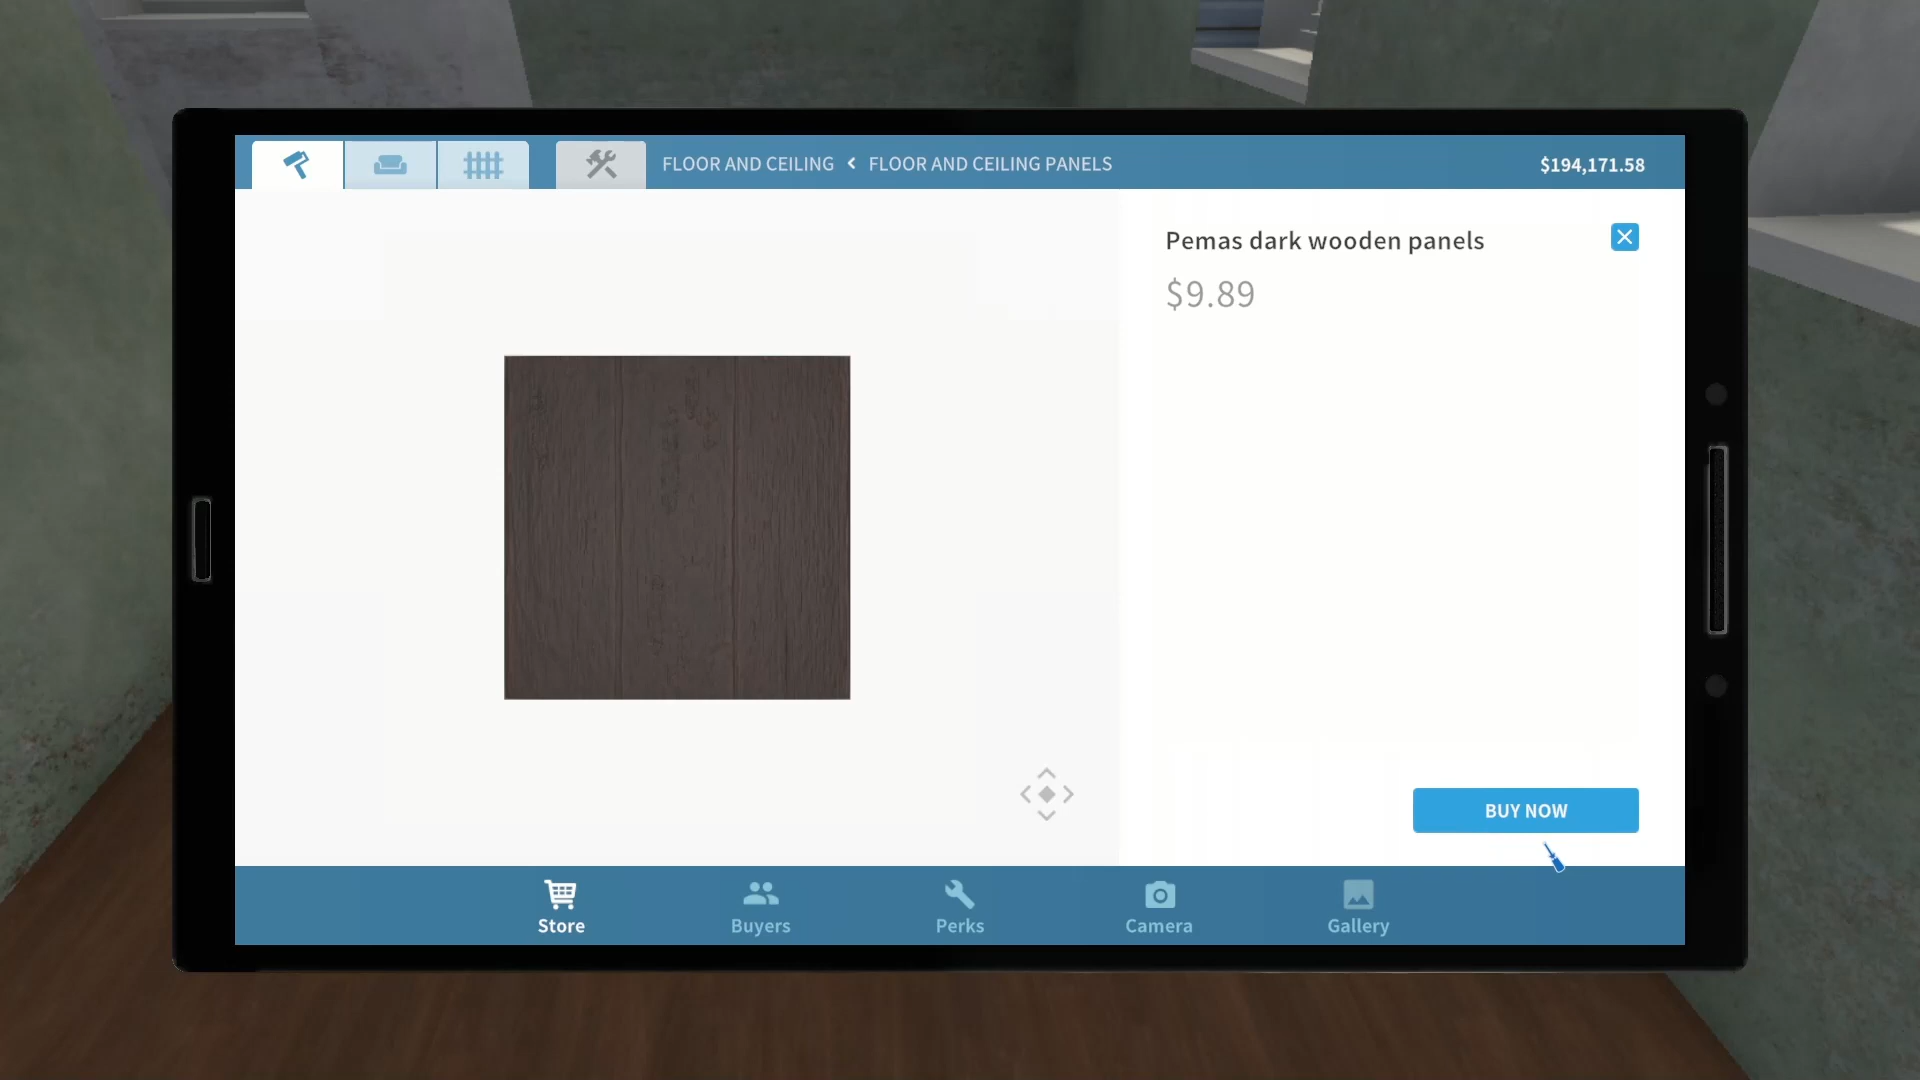 FLOOR AND CEILING < FLOOR AND CEILING PANELS
$194,171.58
Pemas dark wooden panels
$9.89
BUY NOW
Store
Buyers
Perks
Camera
Gallery